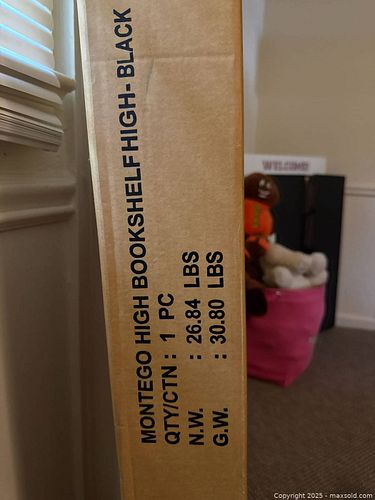 MONTEGO HIGH BOOKSHELF HIGH- BLACK
QTY/CTN : 1 PC
N.W. : 26.84 LBS
G.W. : 30.80 LBS
WELCOME!
Copyright 2025 - maxsold.com